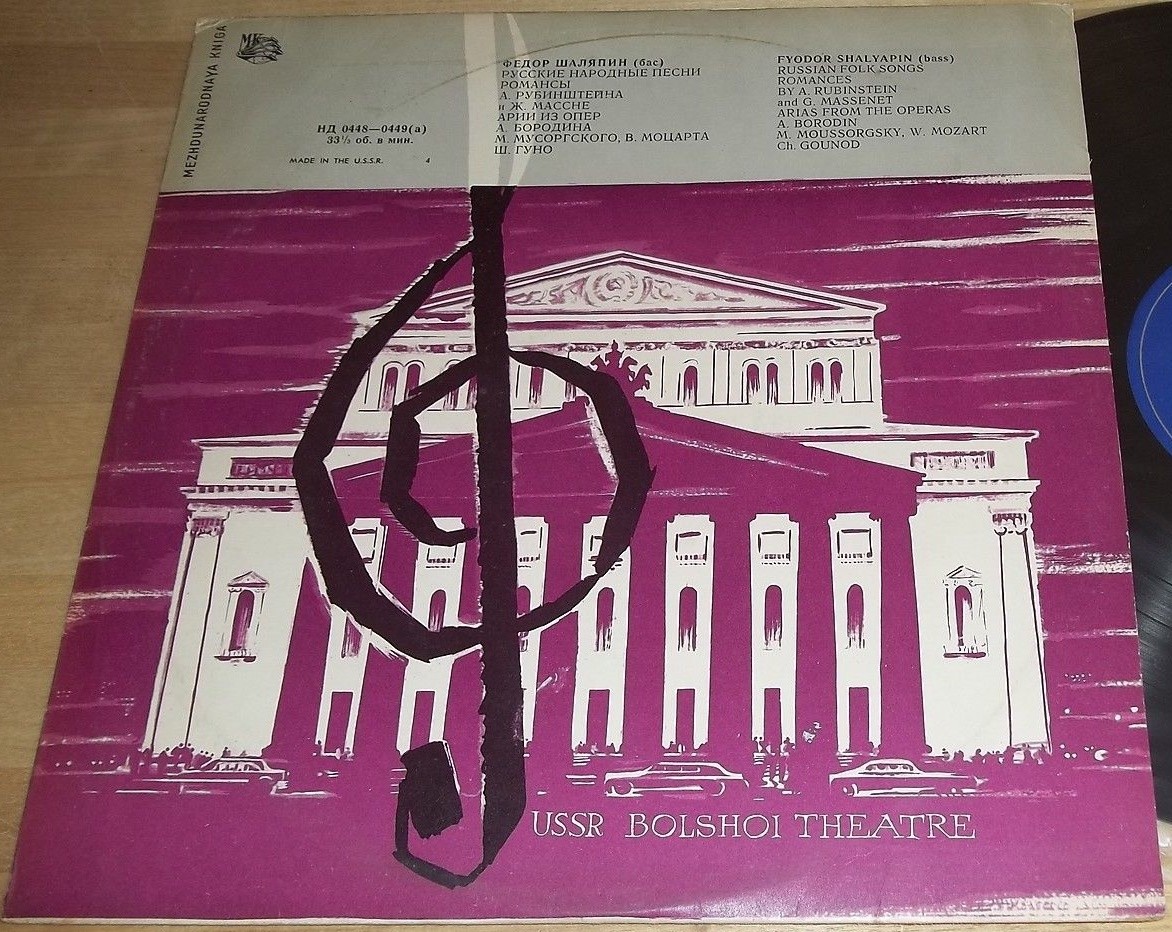 MEZHDUNARODNAYA KNIGA
MK
НД 0448—0449(а)
33⅓ об. в мин.
MADE IN THE U.S.S.R. 4
ФЕДОР ШАЛЯПИН (бас)
РУССКИЕ НАРОДНЫЕ ПЕСНИ
РОМАНСЫ
А. РУБИНШТЕЙНА
и Ж. МАССНЕ
АРИИ ИЗ ОПЕР
А. БОРОДИНА
М. МУСОРГСКОГО, В. МОЦАРТА
Ш. ГУНО
FYODOR SHALYAPIN (bass)
RUSSIAN FOLK SONGS
ROMANCES
BY A. RUBINSTEIN
and G. MASSENET
ARIAS FROM THE OPERAS
A. BORODIN
M. MOUSSORGSKY, W. MOZART
Ch. GOUNOD
USSR BOLSHOI THEATRE